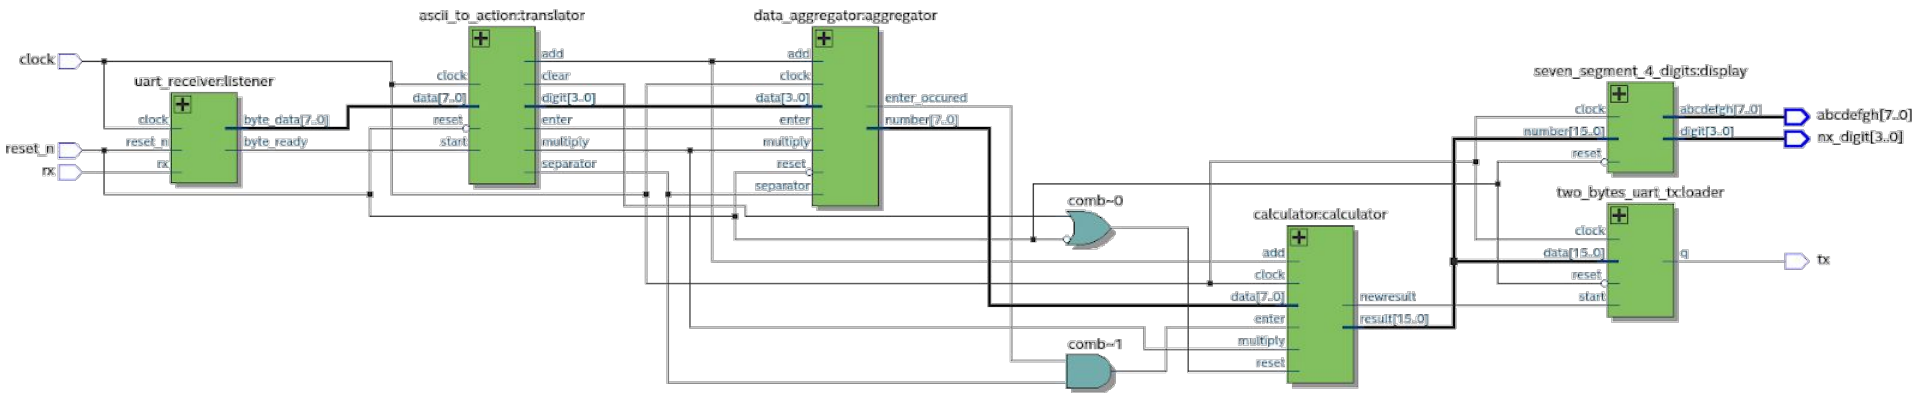 clock
reset_n
rx
uart_receiver:listener
clock
reset_n
rx
byte_data[7..0]
byte_ready
ascii_to_action:translator
clock
data[7..0]
reset
start
add
clear
digit[3..0]
enter
multiply
separator
data_aggregator:aggregator
add
clock
data[3..0]
enter
multiply
reset
separator
enter_occured
number[7..0]
comb~0
comb~1
calculator:calculator
add
clock
data[7..0]
enter
multiply
reset
newresult
result[15..0]
seven_segment_4_digits:display
clock
number[15..0]
reset
abcdefgh[7..0]
digit[3..0]
two_bytes_uart_tx:loader
clock
data[15..0]
reset
start
q
abcdefgh[7..0]
nx_digit[3..0]
tx